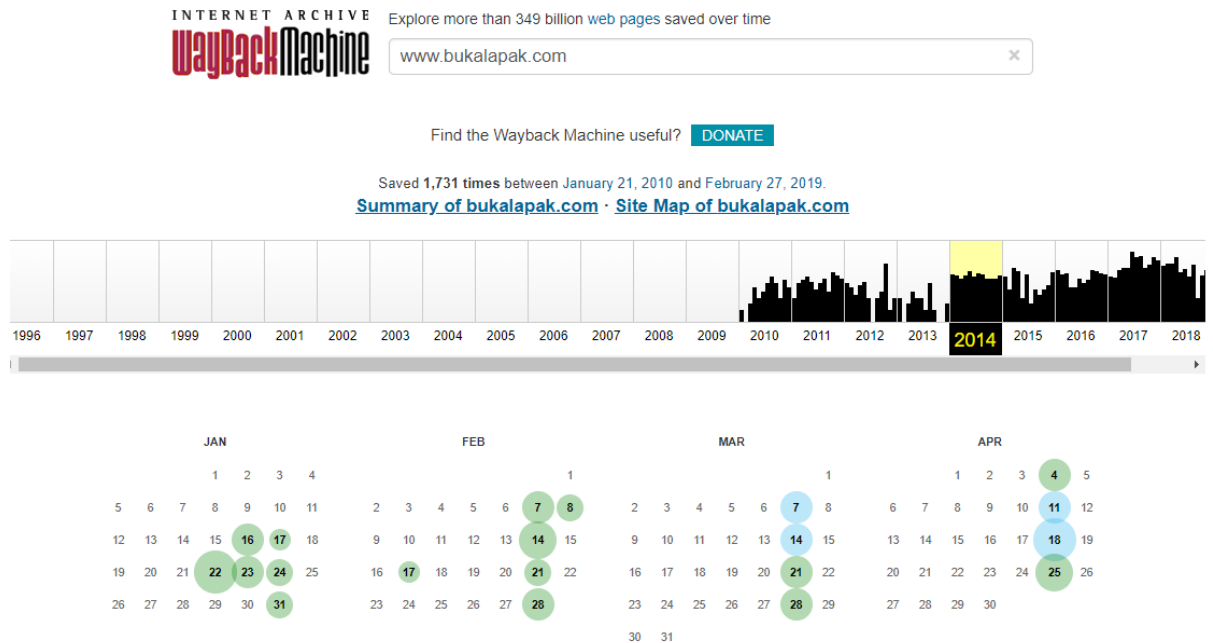 INTERNET ARCHIVE
WayBackMachine
Explore more than 349 billion web pages saved over time
www.bukalapak.com ×
Find the Wayback Machine useful? DONATE
Saved 1,731 times between January 21, 2010 and February 27, 2019.
Summary of bukalapak.com · Site Map of bukalapak.com
1996 1997 1998 1999 2000 2001 2002 2003 2004 2005 2006 2007 2008 2009 2010 2011 2012 2013 2014 2015 2016 2017 2018
JAN
1 2 3 4
5 6 7 8 9 10 11
12 13 14 15 16 17 18
19 20 21 22 23 24 25
26 27 28 29 30 31
FEB
1
2 3 4 5 6 7 8
9 10 11 12 13 14 15
16 17 18 19 20 21 22
23 24 25 26 27 28
MAR
1
2 3 4 5 6 7 8
9 10 11 12 13 14 15
16 17 18 19 20 21 22
23 24 25 26 27 28 29
30 31
APR
1 2 3 4 5
6 7 8 9 10 11 12
13 14 15 16 17 18 19
20 21 22 23 24 25 26
27 28 29 30